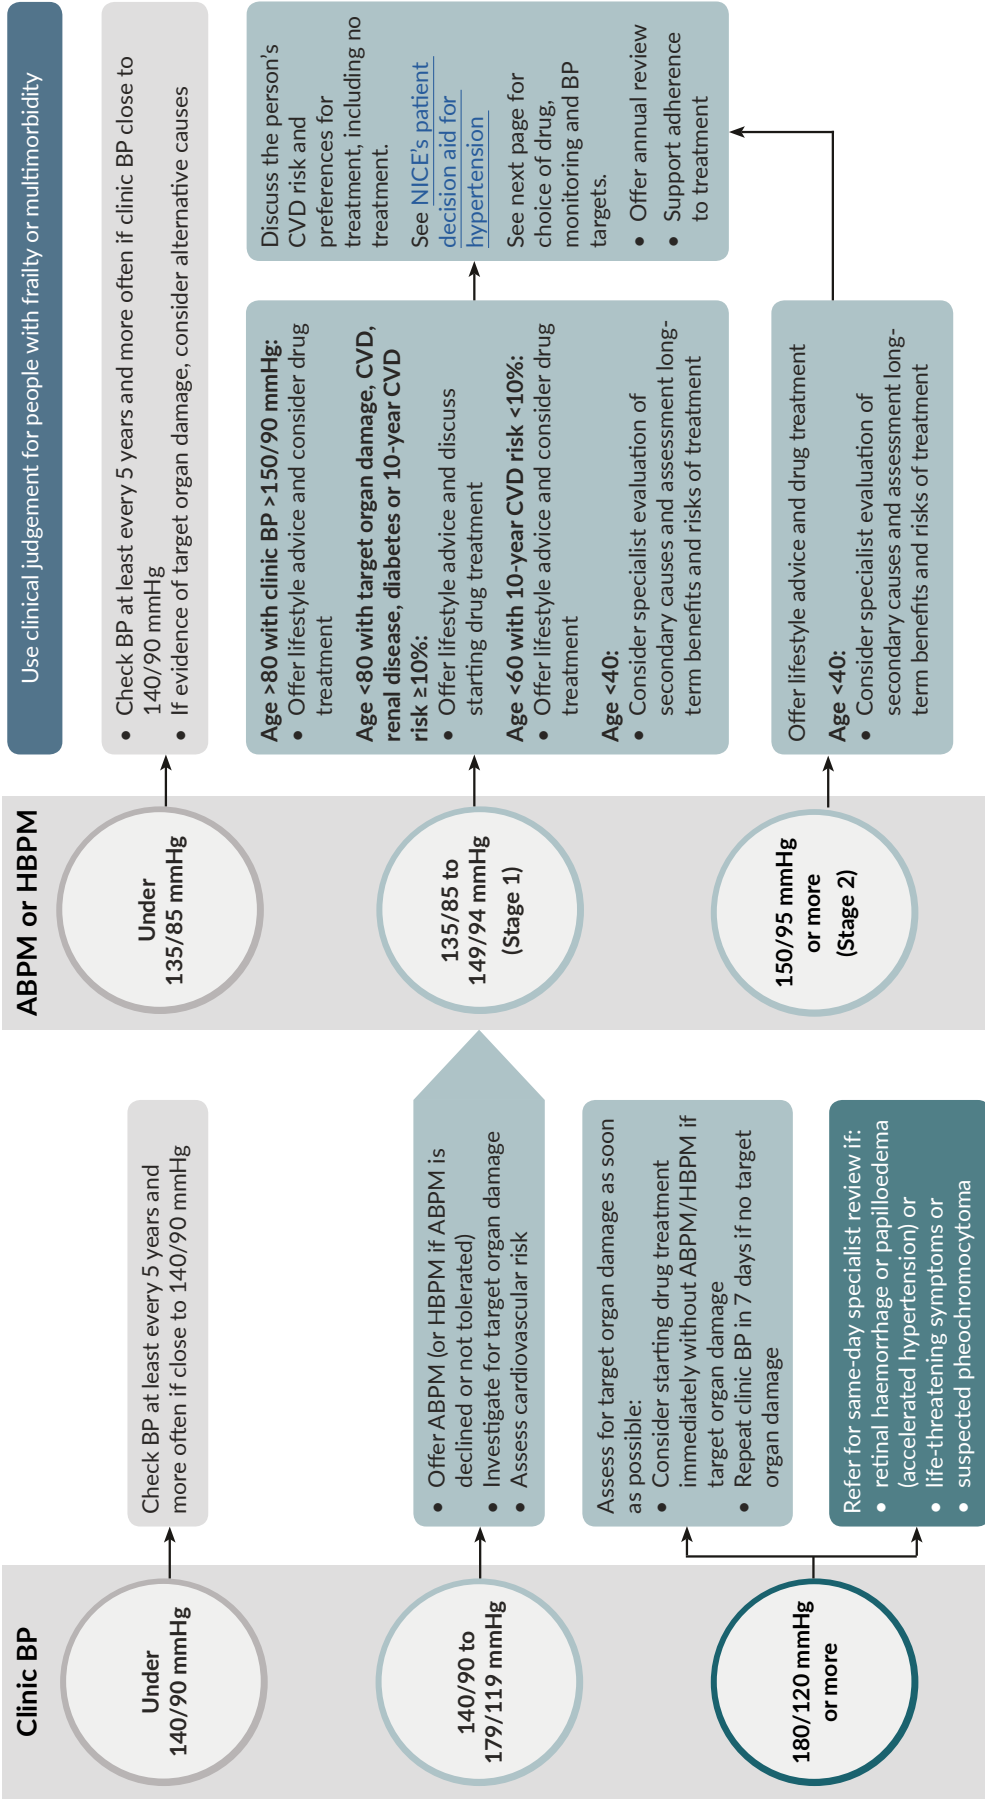 Clinic BP
Under
140/90 mmHg
Check BP at least every 5 years and
more often if close to 140/90 mmHg
140/90 to
179/119 mmHg
• Offer ABPM (or HBPM if ABPM is
declined or not tolerated)
• Investigate for target organ damage
• Assess cardiovascular risk
180/120 mmHg
or more
Assess for target organ damage as soon
as possible:
• Consider starting drug treatment
immediately without ABPM/HBPM if
target organ damage
• Repeat clinic BP in 7 days if no target
organ damage
Refer for same-day specialist review if:
• retinal haemorrhage or papilloedema
(accelerated hypertension) or
• life-threatening symptoms or
• suspected pheochromocytoma
ABPM or HBPM
Under
135/85 mmHg
135/85 to
149/94 mmHg
(Stage 1)
150/95 mmHg
or more
(Stage 2)
Use clinical judgement for people with frailty or multimorbidity
• Check BP at least every 5 years and more often if clinic BP close to
140/90 mmHg
• If evidence of target organ damage, consider alternative causes
Age >80 with clinic BP >150/90 mmHg:
• Offer lifestyle advice and consider drug
treatment
Age <80 with target organ damage, CVD,
renal disease, diabetes or 10-year CVD
risk ≥10%:
• Offer lifestyle advice and discuss
starting drug treatment
Age <60 with 10-year CVD risk <10%:
• Offer lifestyle advice and consider drug
treatment
Age <40:
• Consider specialist evaluation of
secondary causes and assessment long-
term benefits and risks of treatment
Offer lifestyle advice and drug treatment
Age <40:
• Consider specialist evaluation of
secondary causes and assessment long-
term benefits and risks of treatment
Discuss the person's
CVD risk and
preferences for
treatment, including no
treatment.
See NICE's patient
decision aid for
hypertension
See next page for
choice of drug,
monitoring and BP
targets.
• Offer annual review
• Support adherence
to treatment